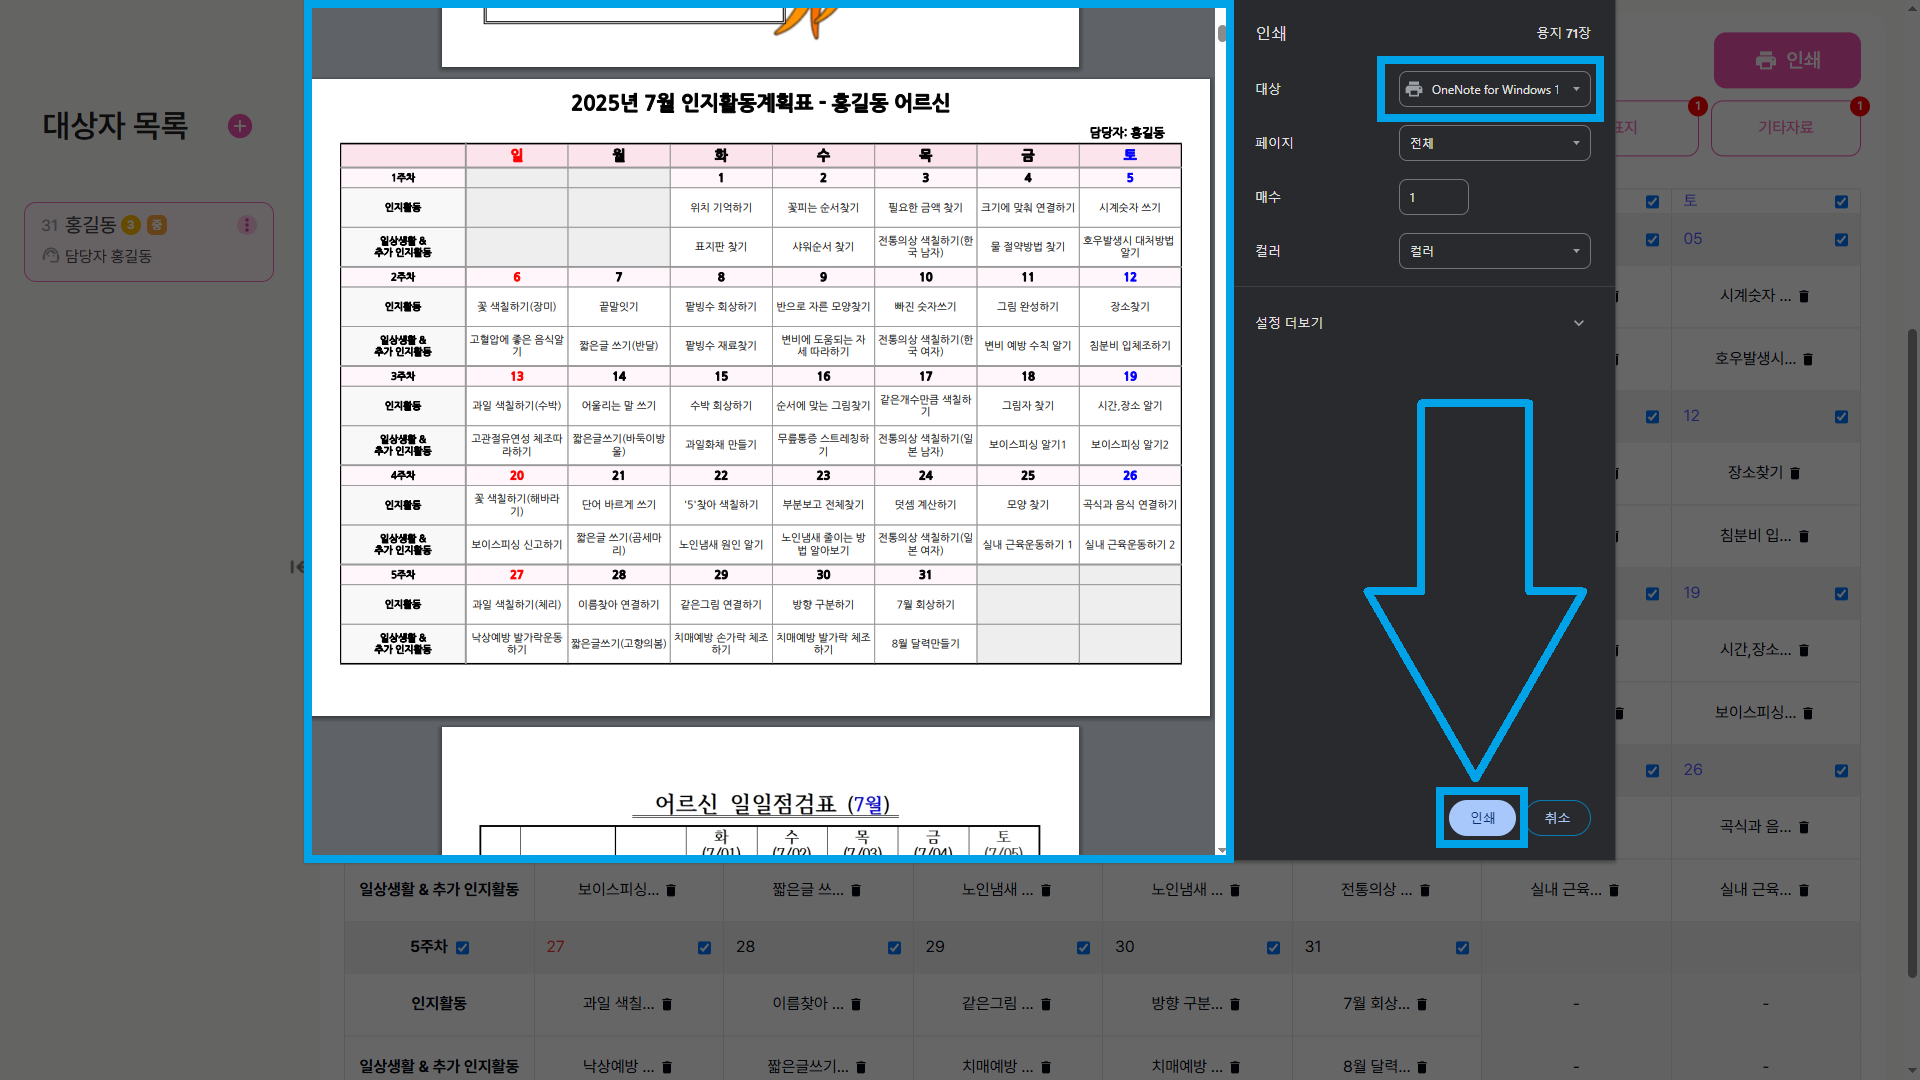 대상자 목록
31 홍길동 3 중
담당자 홍길동
2025년 7월 인지활동계획표 - 홍길동 어르신
담당자: 홍길동
일 월 화 수 목 금 토
1주차 1 2 3 4 5
인지활동 위치 기억하기 꽃피는 순서찾기 필요한 금액 찾기 크기에 맞춰 연결하기 시계숫자 쓰기
일상생활 & 추가 인지활동 표지판 찾기 샤워순서 찾기 전통의상 색칠하기(한국 남자) 물 절약방법 찾기 호우발생시 대처방법 알기
2주차 6 7 8 9 10 11 12
인지활동 꽃 색칠하기(장미) 끝말잇기 팥빙수 회상하기 반으로 자른 모양찾기 빠진 숫자쓰기 그림 완성하기 장소찾기
일상생활 & 추가 인지활동 고혈압에 좋은 음식알기 짧은글 쓰기(반달) 팥빙수 재료찾기 변비에 도움되는 자세 따라하기 전통의상 색칠하기(한국 여자) 변비 예방 수칙 알기 침분비 입체조하기
3주차 13 14 15 16 17 18 19
인지활동 과일 색칠하기(수박) 어울리는 말 쓰기 수박 회상하기 순서에 맞는 그림찾기 같은개수만큼 색칠하기 그림자 찾기 시간,장소 알기
일상생활 & 추가 인지활동 고관절유연성 체조따라하기 짧은글쓰기(바둑이방울) 과일화채 만들기 무릎통증 스트레칭하기 전통의상 색칠하기(일본 남자) 보이스피싱 알기1 보이스피싱 알기2
4주차 20 21 22 23 24 25 26
인지활동 꽃 색칠하기(해바라기) 단어 바르게 쓰기 '5'찾아 색칠하기 부분보고 전체찾기 덧셈 계산하기 모양 찾기 곡식과 음식 연결하기
일상생활 & 추가 인지활동 보이스피싱 신고하기 짧은글 쓰기(곰세마리) 노인냄새 원인 알기 노인냄새 줄이는 방법 알아보기 전통의상 색칠하기(일본 여자) 실내 근육운동하기 1 실내 근육운동하기 2
5주차 27 28 29 30 31
인지활동 과일 색칠하기(체리) 이름찾아 연결하기 같은그림 연결하기 방향 구분하기 7월 회상하기
일상생활 & 추가 인지활동 낙상예방 발가락운동하기 짧은글쓰기(고향의봄) 치매예방 손가락 체조하기 치매예방 발가락 체조하기 8월 달력만들기
어르신 일일점검표 (7월)
화 수 목 금 토
(7/01) (7/02) (7/03) (7/04) (7/05)
인쇄 용지 71장
대상 OneNote for Windows 1
페이지 전체
매수 1
컬러 컬러
설정 더보기
인쇄 취소
인쇄
표지 1 기타자료 1
토
05
시계숫자 ...
호우발생시...
12
장소찾기
침분비 입...
19
시간,장소...
보이스피싱...
26
곡식과 음...
일상생활 & 추가 인지활동 보이스피싱... 짧은글 쓰... 노인냄새 ... 노인냄새 ... 전통의상 ... 실내 근육... 실내 근육...
5주차 27 28 29 30 31
인지활동 과일 색칠... 이름찾아 ... 같은그림 ... 방향 구분... 7월 회상... - -
일상생활 & 추가 인지활동 낙상예방 ... 짧은글쓰기... 치매예방 ... 치매예방 ... 8월 달력... - -